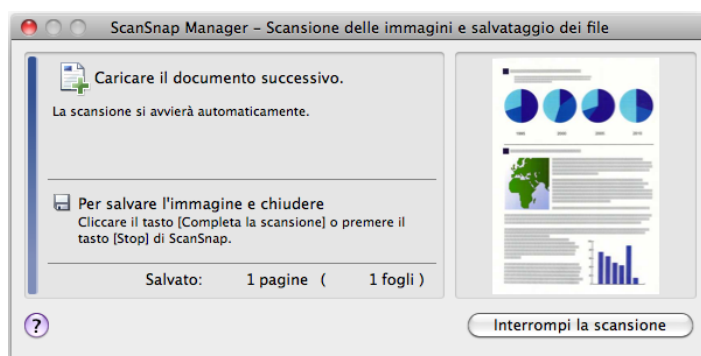 ScanSnap Manager – Scansione delle immagini e salvataggio dei file
Caricare il documento successivo.
La scansione si avvierà automaticamente.
Per salvare l'immagine e chiudere
Cliccare il tasto [Completa la scansione] o premere il
tasto [Stop] di ScanSnap.
Salvato: 1 pagine ( 1 fogli )
?
Interrompi la scansione